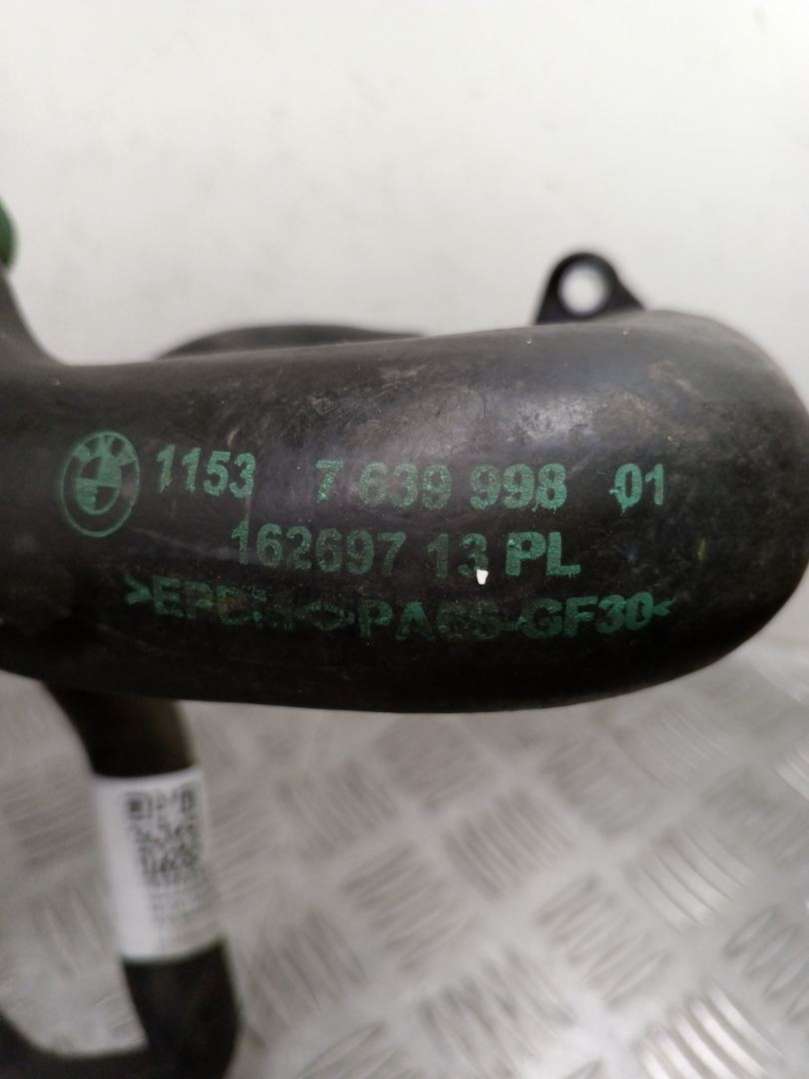 1153 7 639 998 01
162697 13 PL
>EPDM<>PA66-GF30<